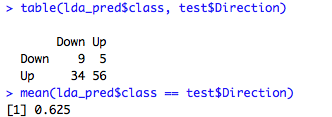 > table(lda_pred$class, test$Direction)
Down Up
Down 9 5
Up 34 56
> mean(lda_pred$class == test$Direction)
[1] 0.625